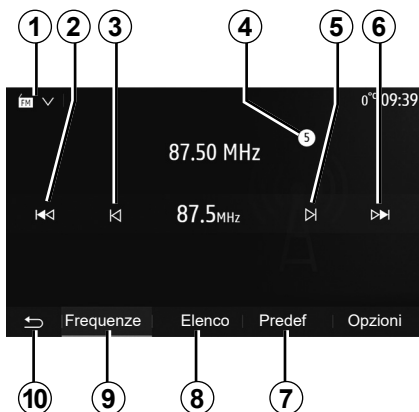 1 2 3 4 5 6
FM 0°C 09:39
5
87.50 MHz
87.5MHz
Frequenze Elenco Predef Opzioni
10 9 8 7